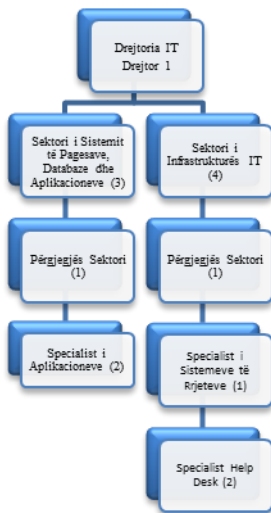 Drejtoria IT
Drejtor 1
Sektori i Sistemit
të Pagesave,
Databaze dhe
Aplikacioneve (3)
Sektori i
Infrastrukturës IT
(4)
Përgjegjës Sektori
(1)
Përgjegjës Sektori
(1)
Specialist i
Aplikacioneve (2)
Specialist i
Sistemeve të
Rrjeteve (1)
Specialist Help
Desk (2)